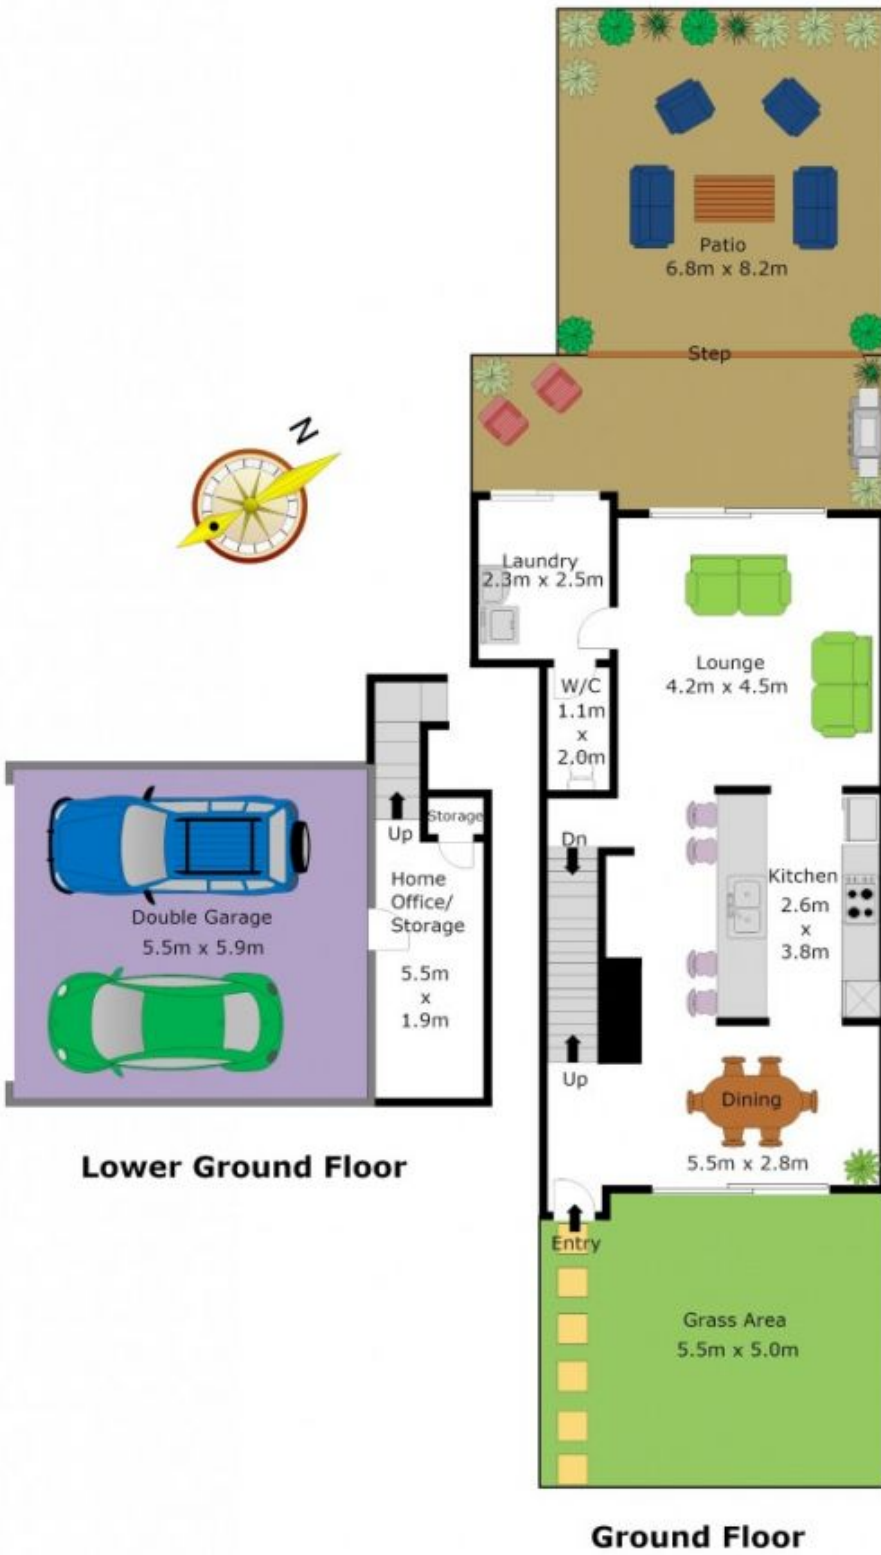 Patio
6.8m x 8.2m
Step
N
Laundry
2.3m x 2.5m
Lounge
4.2m x 4.5m
W/C
1.1m
x
2.0m
Storage
Up
Dn
Kitchen
2.6m
x
3.8m
Home
Office/
Storage
5.5m
x
1.9m
Double Garage
5.5m x 5.9m
Up
Dining
5.5m x 2.8m
Lower Ground Floor
Entry
Grass Area
5.5m x 5.0m
Ground Floor